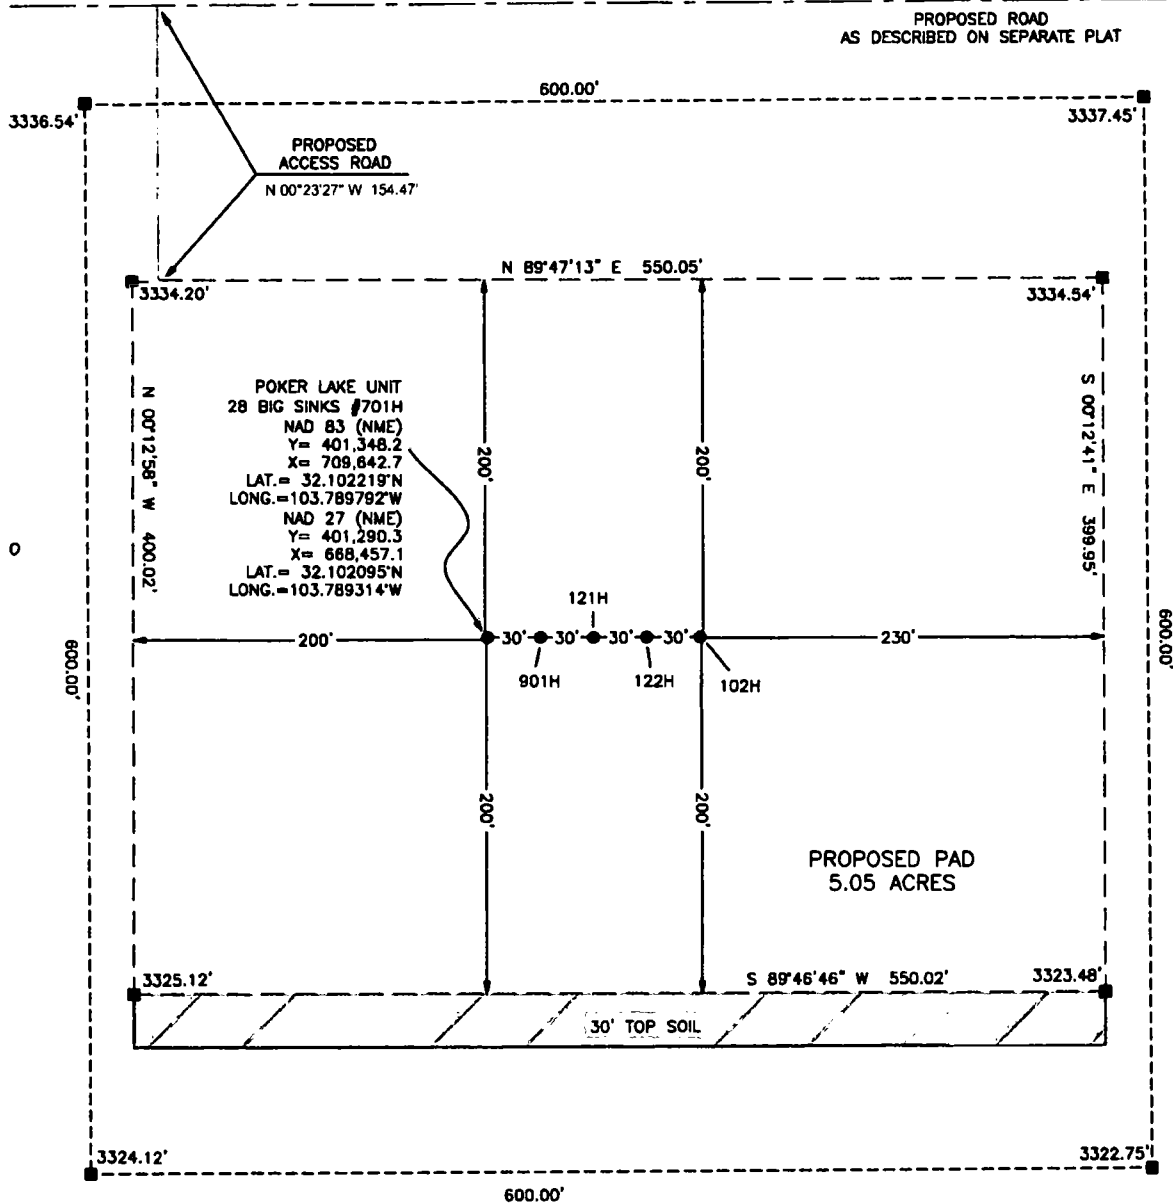 PROPOSED ROAD
AS DESCRIBED ON SEPARATE PLAT
600.00'
3336.54'
3337.45'
PROPOSED
ACCESS ROAD
N 00°23'27" W 154.47'
N 89°47'13" E 550.05'
3334.20'
3334.54'
N 00°12'58" W 400.02'
S 00°12'41" E 399.95'
POKER LAKE UNIT
28 BIG SINKS #701H
NAD 83 (NME)
Y= 401,348.2
X= 709,642.7
LAT.= 32.102219°N
LONG.=103.789792°W
NAD 27 (NME)
Y= 401,290.3
X= 668,457.1
LAT.= 32.102095°N
LONG.=103.789314°W
200'
200'
O
121H
200'
30'
30'
30'
30'
230'
901H
122H
102H
600.00'
600.00'
200'
200'
PROPOSED PAD
5.05 ACRES
3325.12'
S 89°46'46" W 550.02'
3323.48'
30' TOP SOIL
3324.12'
3322.75'
600.00'